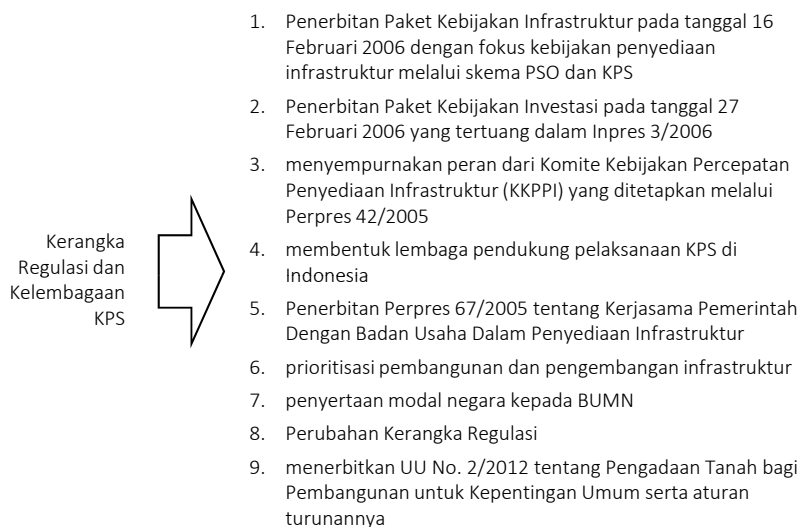 Kerangka
Regulasi dan
Kelembagaan
KPS
1. Penerbitan Paket Kebijakan Infrastruktur pada tanggal 16
Februari 2006 dengan fokus kebijakan penyediaan
infrastruktur melalui skema PSO dan KPS
2. Penerbitan Paket Kebijakan Investasi pada tanggal 27
Februari 2006 yang tertuang dalam Inpres 3/2006
3. menyempurnakan peran dari Komite Kebijakan Percepatan
Penyediaan Infrastruktur (KKPPI) yang ditetapkan melalui
Perpres 42/2005
4. membentuk lembaga pendukung pelaksanaan KPS di
Indonesia
5. Penerbitan Perpres 67/2005 tentang Kerjasama Pemerintah
Dengan Badan Usaha Dalam Penyediaan Infrastruktur
6. prioritisasi pembangunan dan pengembangan infrastruktur
7. penyertaan modal negara kepada BUMN
8. Perubahan Kerangka Regulasi
9. menerbitkan UU No. 2/2012 tentang Pengadaan Tanah bagi
Pembangunan untuk Kepentingan Umum serta aturan
turunannya